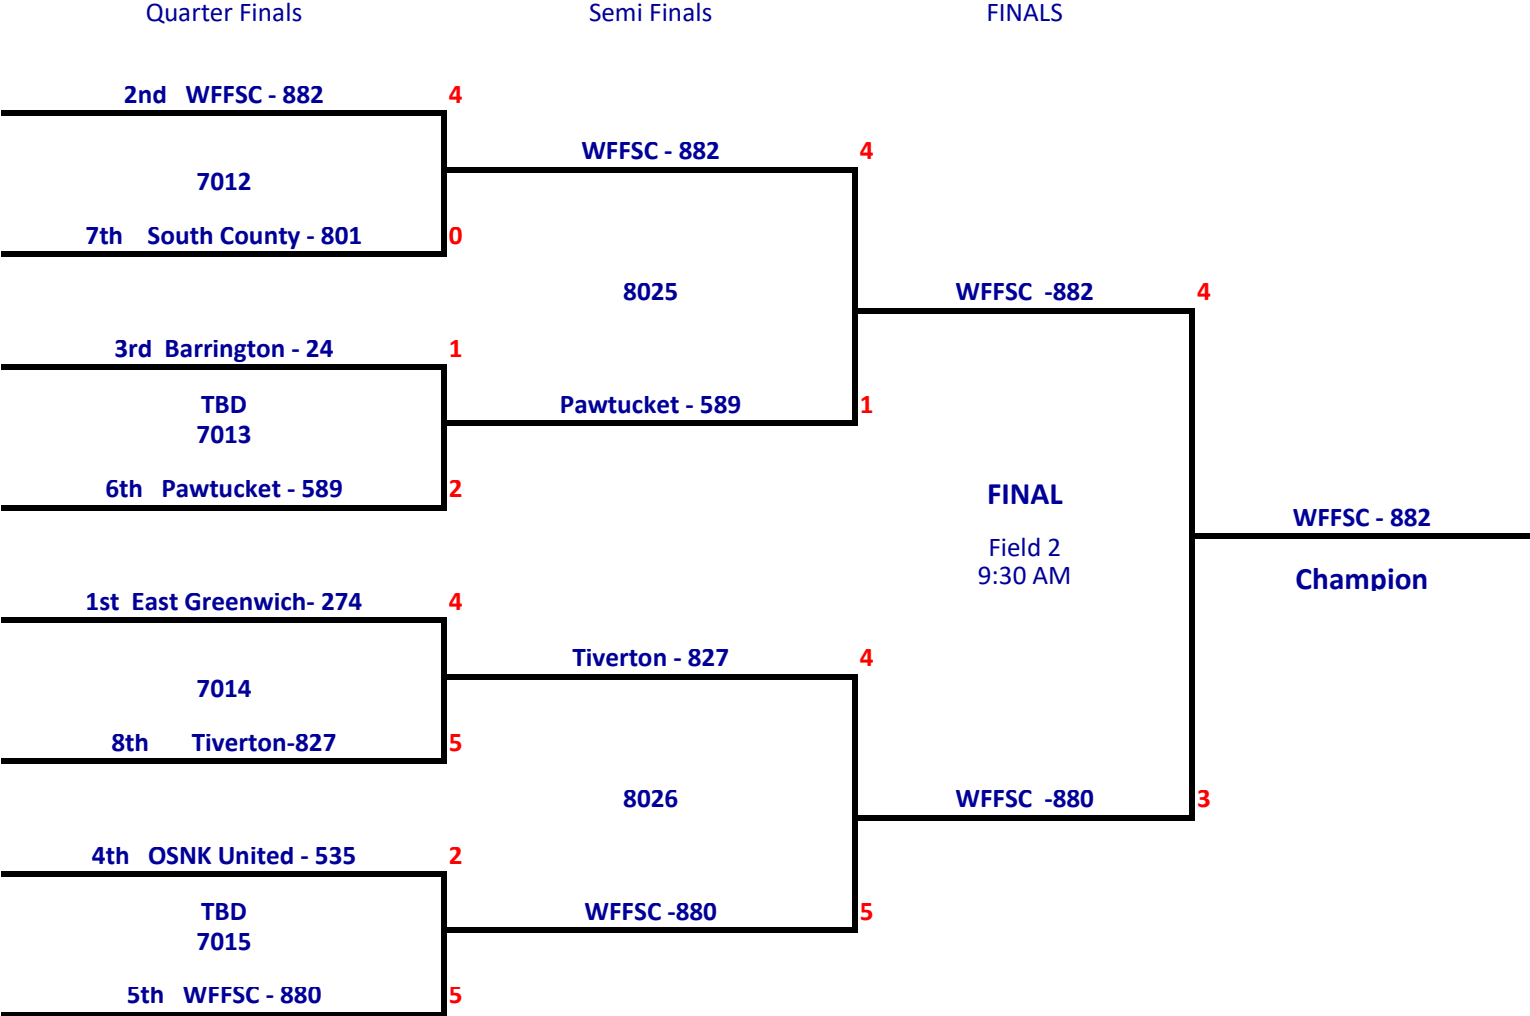 Quarter Finals Semi Finals FINALS
2nd WFFSC - 882 4
WFFSC - 882 4
7012
7th South County - 801 0
8025 WFFSC -882 4
3rd Barrington - 24 1
TBD Pawtucket - 589 1
7013
6th Pawtucket - 589 2 FINAL
WFFSC - 882
Field 2
9:30 AM Champion
1st East Greenwich- 274 4
Tiverton - 827 4
7014
8th Tiverton-827 5
8026 WFFSC -880 3
4th OSNK United - 535 2
TBD WFFSC -880 5
7015
5th WFFSC - 880 5